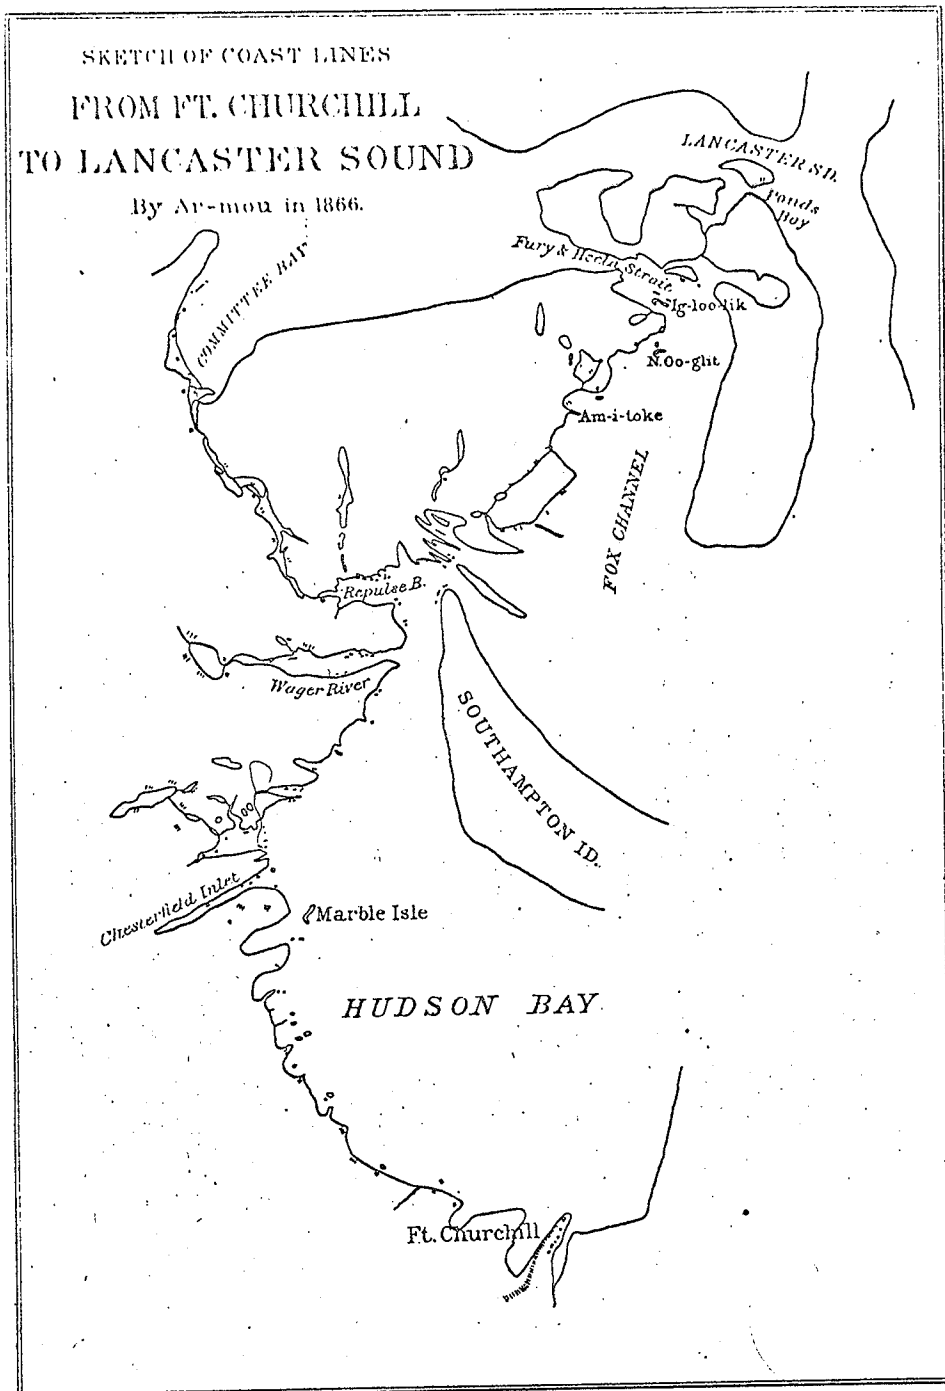 SKETCH OF COAST LINES
FROM FT. CHURCHILL
TO LANCASTER SOUND
By Ar-mou in 1866.
LANCASTER SD.
Ponds
Bay
Fury & Hecla Strait
Ig-loo-lik
N. Oo-glit
Am-i-toke
COMMITTEE BAY
FOX CHANNEL
Repulse B.
Wager River
SOUTHAMPTON ID.
Chesterfield Inlet
Marble Isle
HUDSON BAY
Ft. Churchill